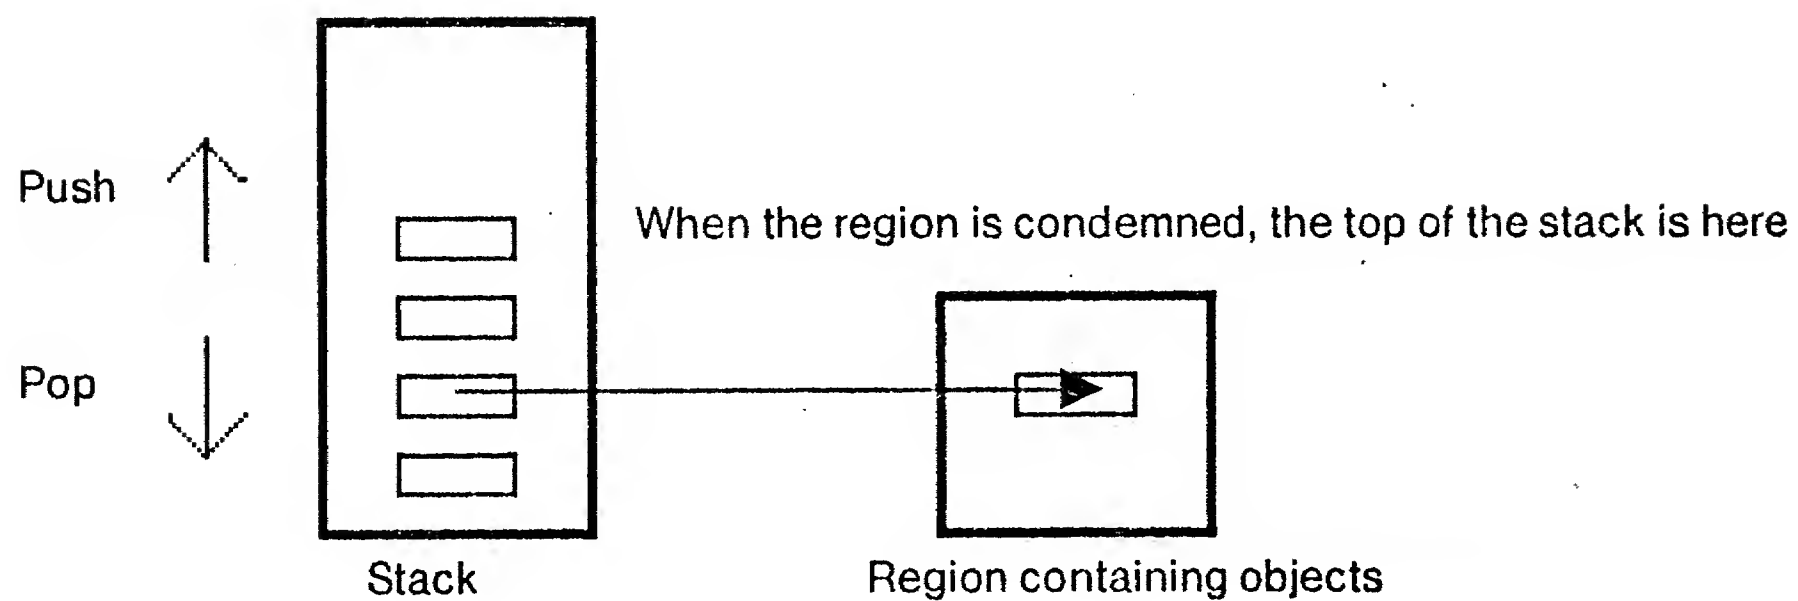 Push
When the region is condemned, the top of the stack is here
Pop
Stack
Region containing objects